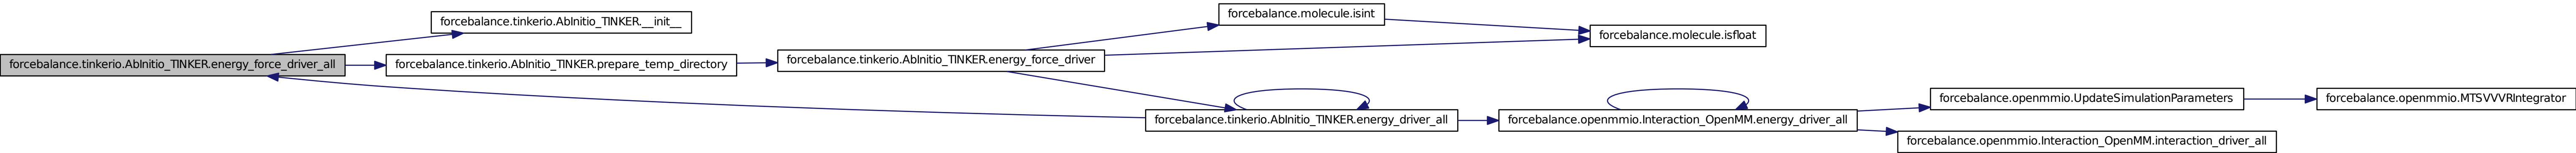 forcebalance.tinkerio.AbInitio_TINKER.energy_force_driver_all
forcebalance.tinkerio.AbInitio_TINKER.__init__
forcebalance.tinkerio.AbInitio_TINKER.prepare_temp_directory
forcebalance.tinkerio.AbInitio_TINKER.energy_force_driver
forcebalance.molecule.isint
forcebalance.molecule.isfloat
forcebalance.tinkerio.AbInitio_TINKER.energy_driver_all
forcebalance.openmmio.Interaction_OpenMM.energy_driver_all
forcebalance.openmmio.UpdateSimulationParameters
forcebalance.openmmio.MTSVVVRIntegrator
forcebalance.openmmio.Interaction_OpenMM.interaction_driver_all